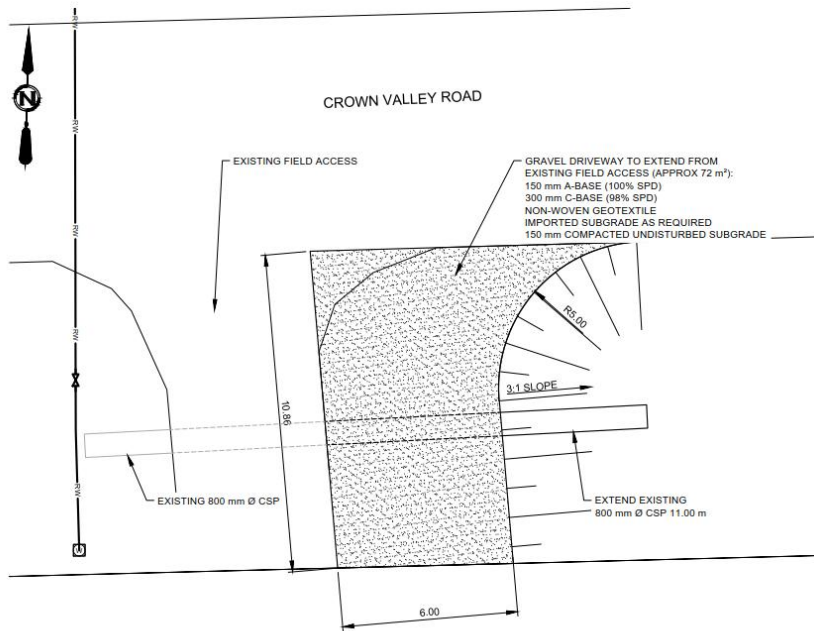 RW
N
RW
CROWN VALLEY ROAD
EXISTING FIELD ACCESS
GRAVEL DRIVEWAY TO EXTEND FROM
EXISTING FIELD ACCESS (APPROX 72 m²):
150 mm A-BASE (100% SPD)
300 mm C-BASE (98% SPD)
NON-WOVEN GEOTEXTILE
IMPORTED SUBGRADE AS REQUIRED
150 mm COMPACTED UNDISTURBED SUBGRADE
RW
R5.00
RW
3:1 SLOPE
10.86
RW
EXISTING 800 mm Ø CSP
EXTEND EXISTING
800 mm Ø CSP 11.00 m
6.00